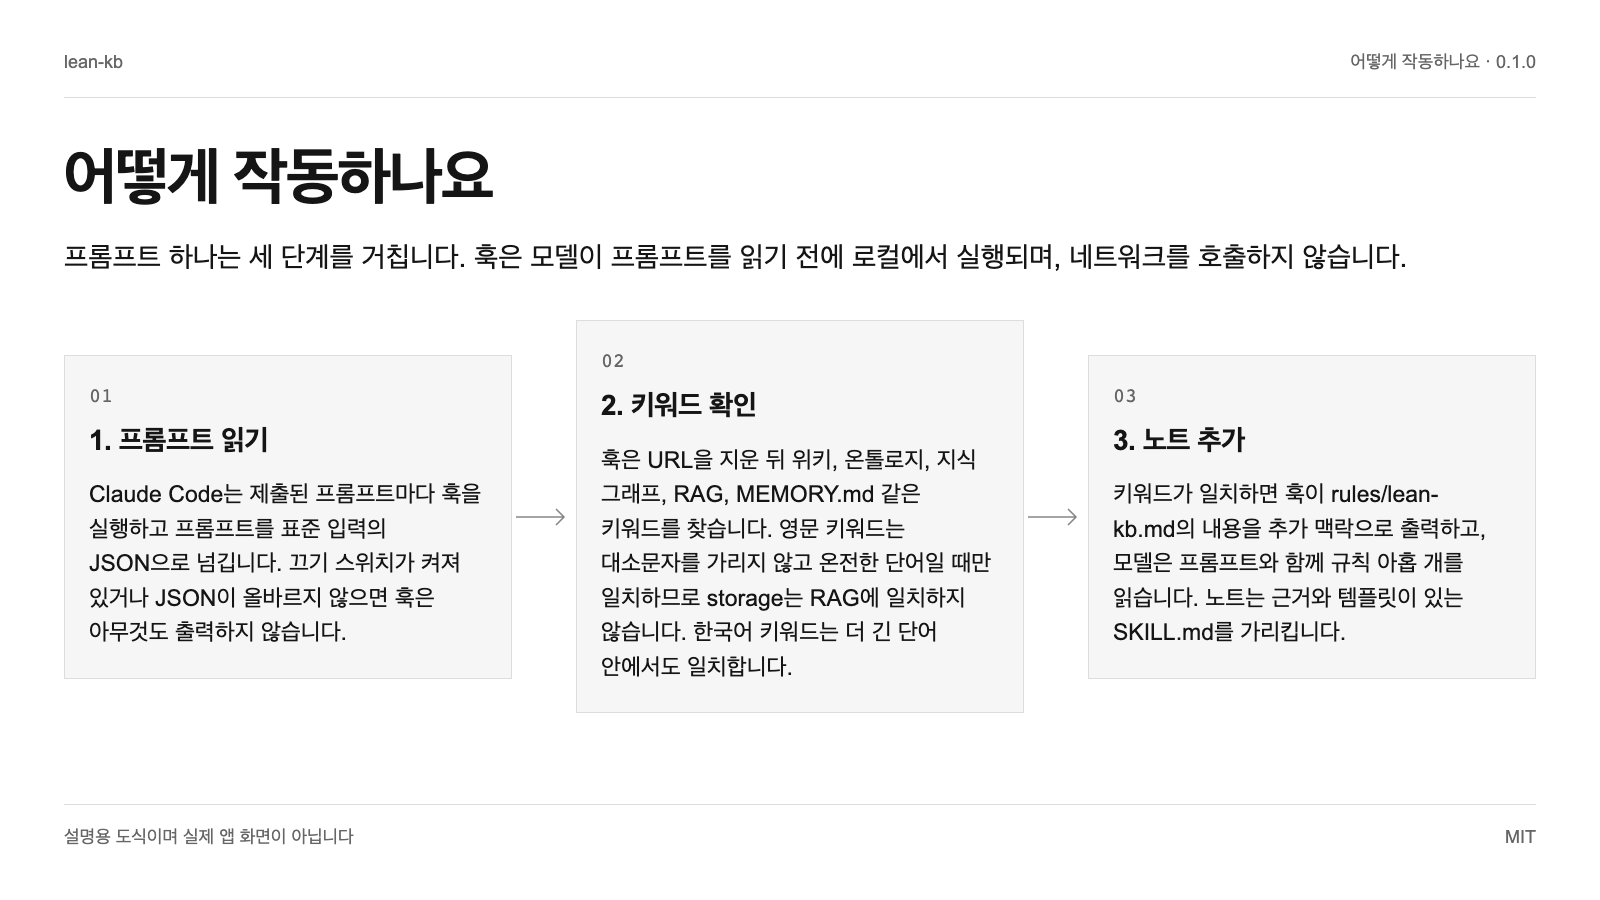 lean-kb
어떻게 작동하나요 · 0.1.0
어떻게 작동하나요
프롬프트 하나는 세 단계를 거칩니다. 훅은 모델이 프롬프트를 읽기 전에 로컬에서 실행되며, 네트워크를 호출하지 않습니다.
01
1. 프롬프트 읽기
Claude Code는 제출된 프롬프트마다 훅을
실행하고 프롬프트를 표준 입력의
JSON으로 넘깁니다. 끄기 스위치가 켜져
있거나 JSON이 올바르지 않으면 훅은
아무것도 출력하지 않습니다.
02
2. 키워드 확인
훅은 URL을 지운 뒤 위키, 온톨로지, 지식
그래프, RAG, MEMORY.md 같은
키워드를 찾습니다. 영문 키워드는
대소문자를 가리지 않고 온전한 단어일 때만
일치하므로 storage는 RAG에 일치하지
않습니다. 한국어 키워드는 더 긴 단어
안에서도 일치합니다.
03
3. 노트 추가
키워드가 일치하면 훅이 rules/lean-
kb.md의 내용을 추가 맥락으로 출력하고,
모델은 프롬프트와 함께 규칙 아홉 개를
읽습니다. 노트는 근거와 템플릿이 있는
SKILL.md를 가리킵니다.
설명용 도식이며 실제 앱 화면이 아닙니다
MIT